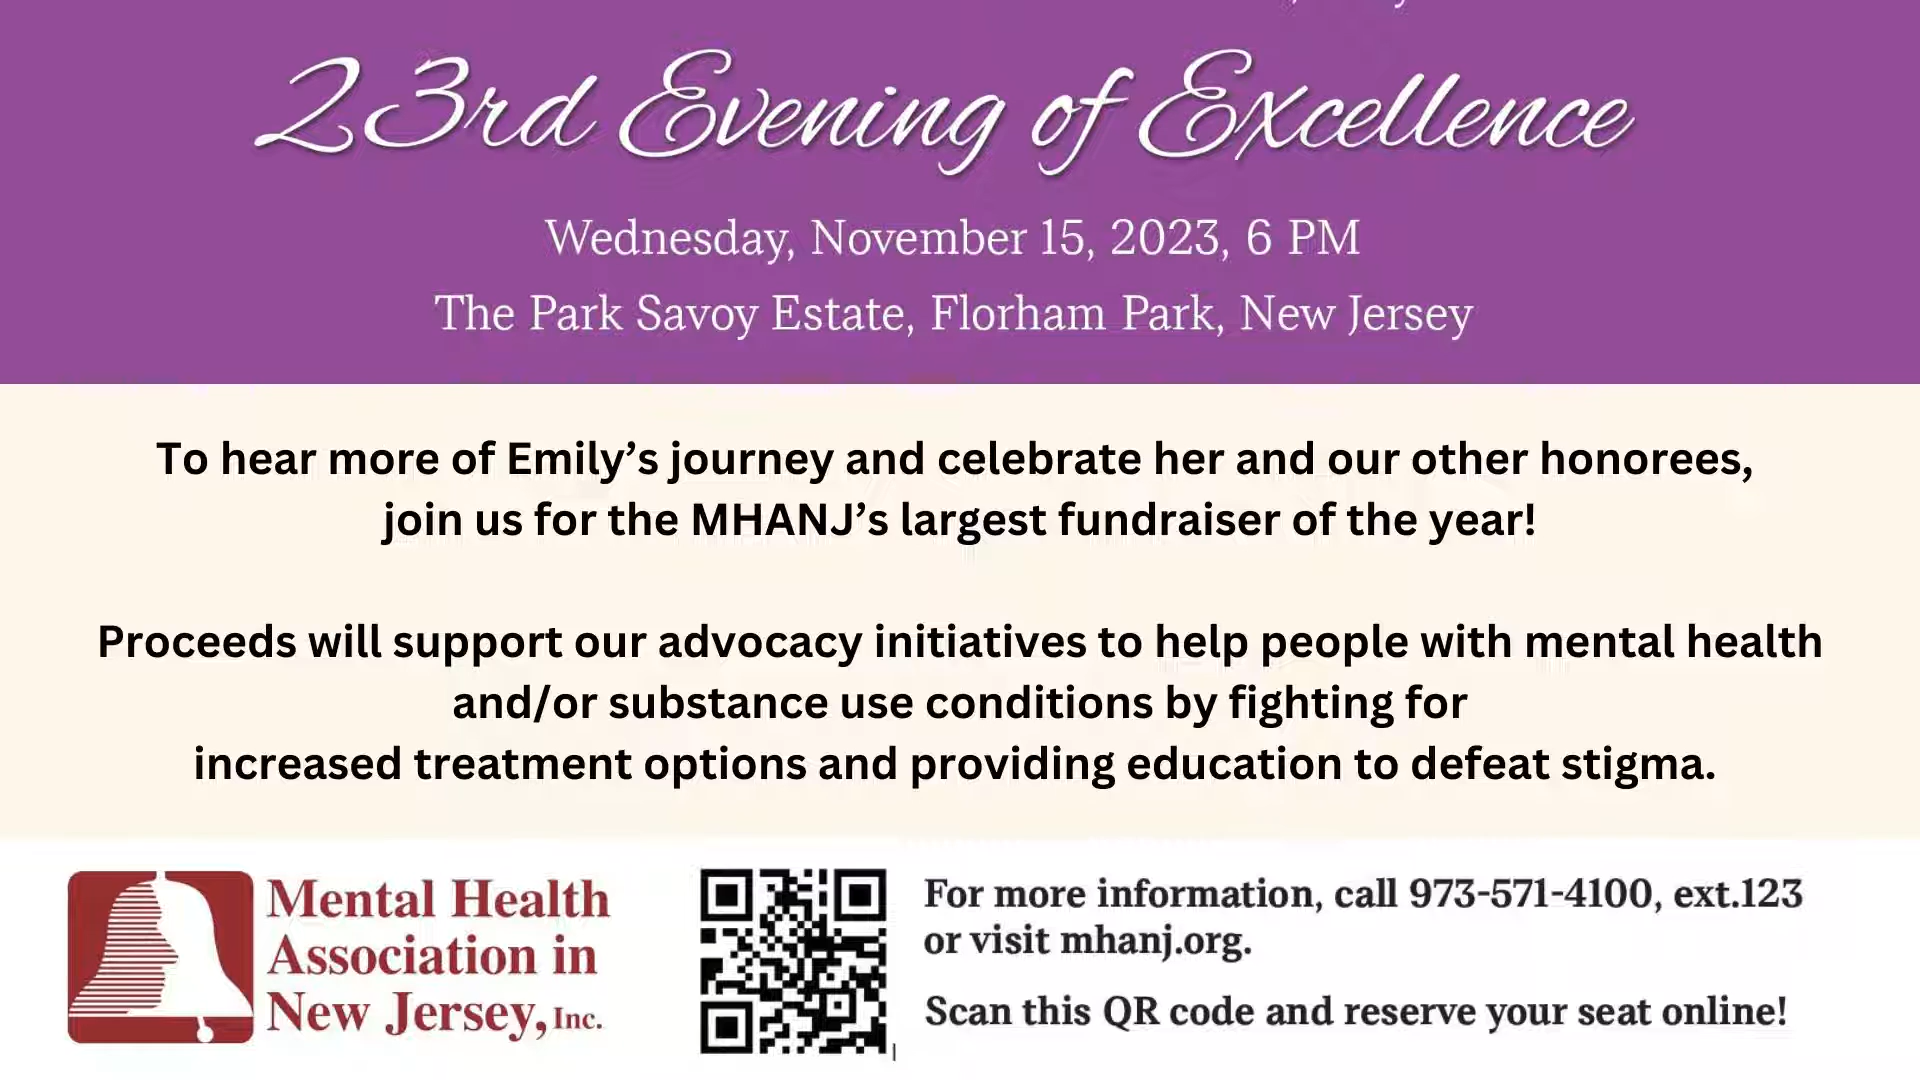 23rd Evening of Excellence
Wednesday, November 15, 2023, 6 PM
The Park Savoy Estate, Florham Park, New Jersey
To hear more of Emily’s journey and celebrate her and our other honorees,
join us for the MHANJ’s largest fundraiser of the year!
Proceeds will support our advocacy initiatives to help people with mental health
and/or substance use conditions by fighting for
increased treatment options and providing education to defeat stigma.
Mental Health
Association in
New Jersey, Inc.
For more information, call 973-571-4100, ext.123
or visit mhanj.org.
Scan this QR code and reserve your seat online!